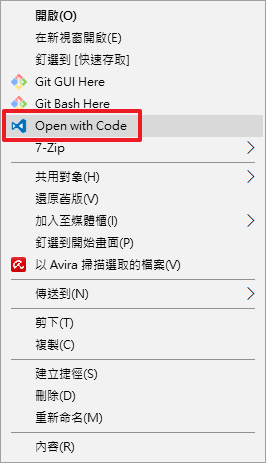 開啟(O)
在新視窗開啟(E)
釘選到 [快速存取]
Git GUI Here
Git Bash Here
Open with Code
7-Zip
共用對象(H)
還原舊版(V)
加入至媒體櫃(I)
釘選到開始畫面(P)
以 Avira 掃描選取的檔案(V)
傳送到(N)
剪下(T)
複製(C)
建立捷徑(S)
刪除(D)
重新命名(M)
內容(R)